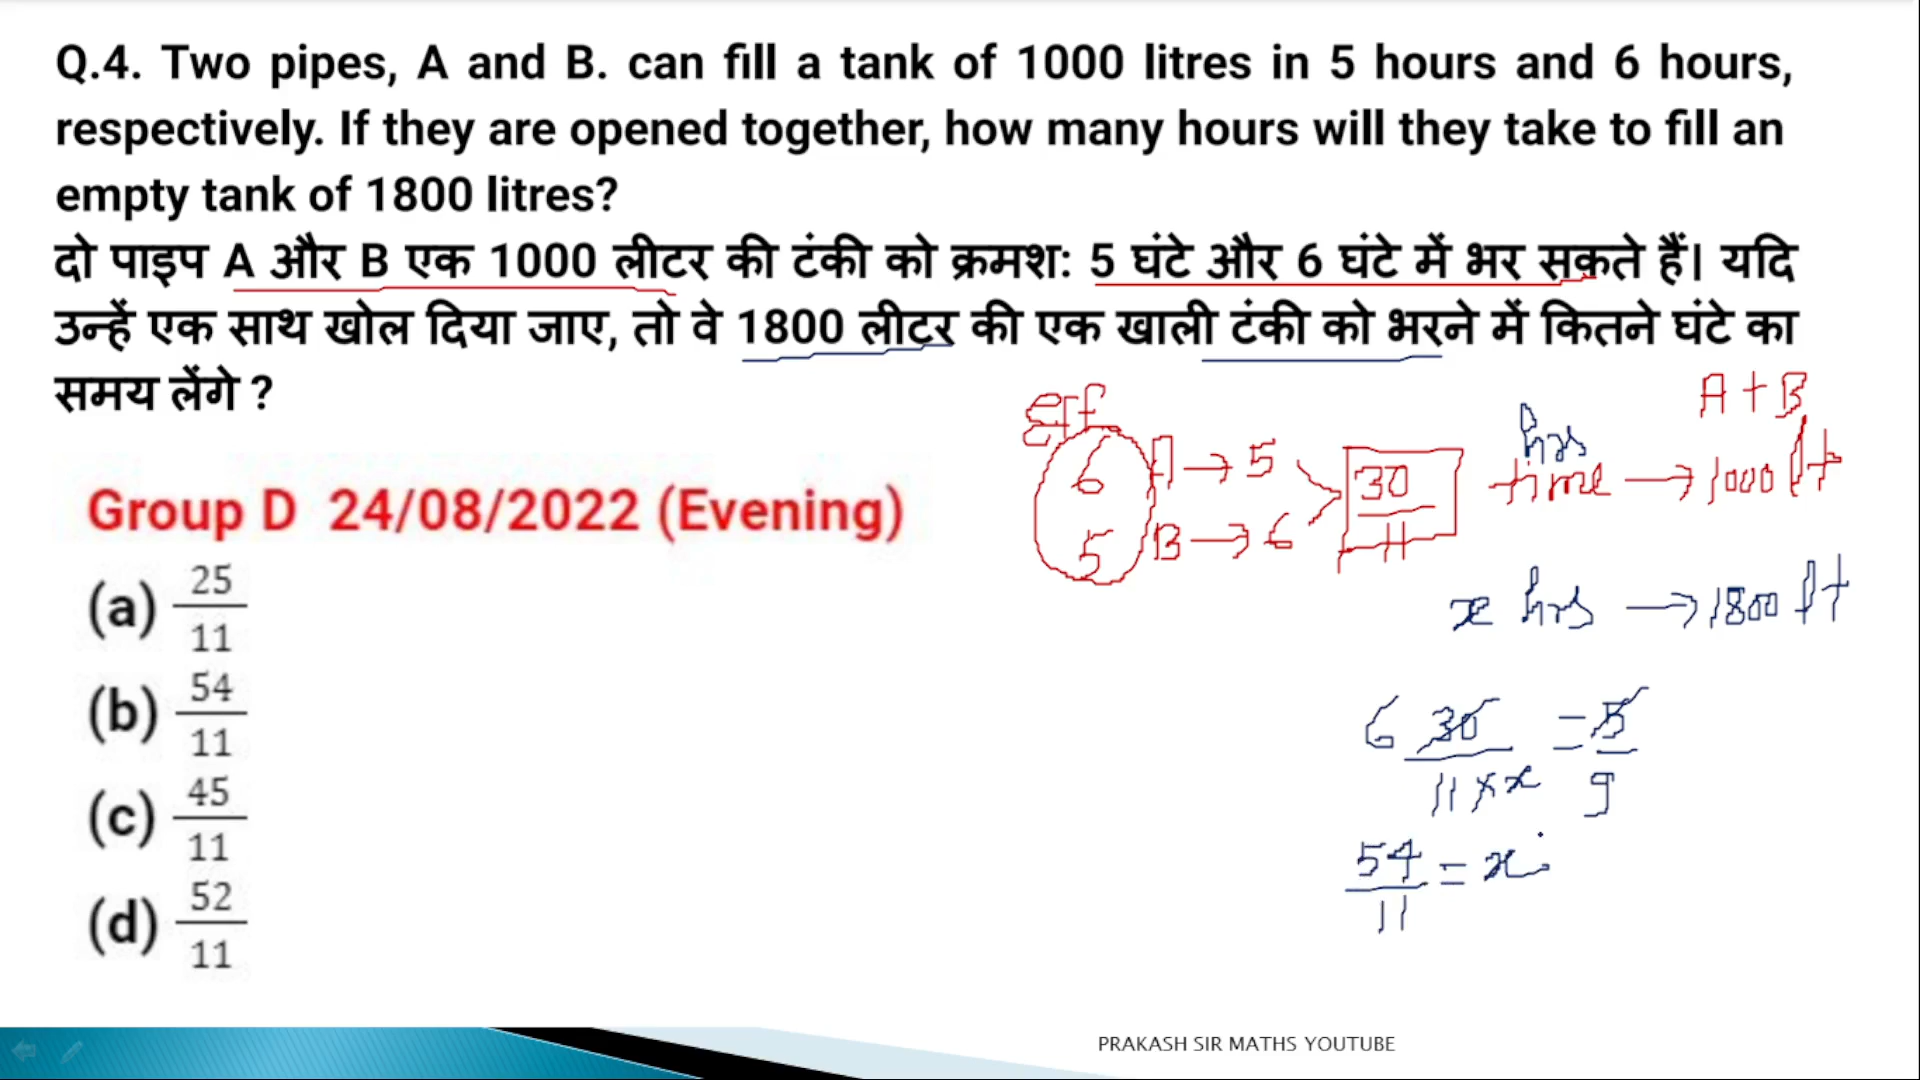 Q.4. Two pipes, A and B. can fill a tank of 1000 litres in 5 hours and 6 hours,
respectively. If they are opened together, how many hours will they take to fill an
empty tank of 1800 litres?
दो पाइप A और B एक 1000 लीटर की टंकी को क्रमश: 5 घंटे और 6 घंटे में भर सकते हैं। यदि
उन्हें एक साथ खोल दिया जाए, तो वे 1800 लीटर की एक खाली टंकी को भरने में कितने घंटे का
समय लेंगे ?
Group D 24/08/2022 (Evening)
(a) 25/11
(b) 54/11
(c) 45/11
(d) 52/11
eff
6 A → 5
5 B → 6
30/11
A + B
hrs
time → 1000 lt
x hrs → 1800 lt
6 30/11×x = 5/9
54/11 = x
PRAKASH SIR MATHS YOUTUBE